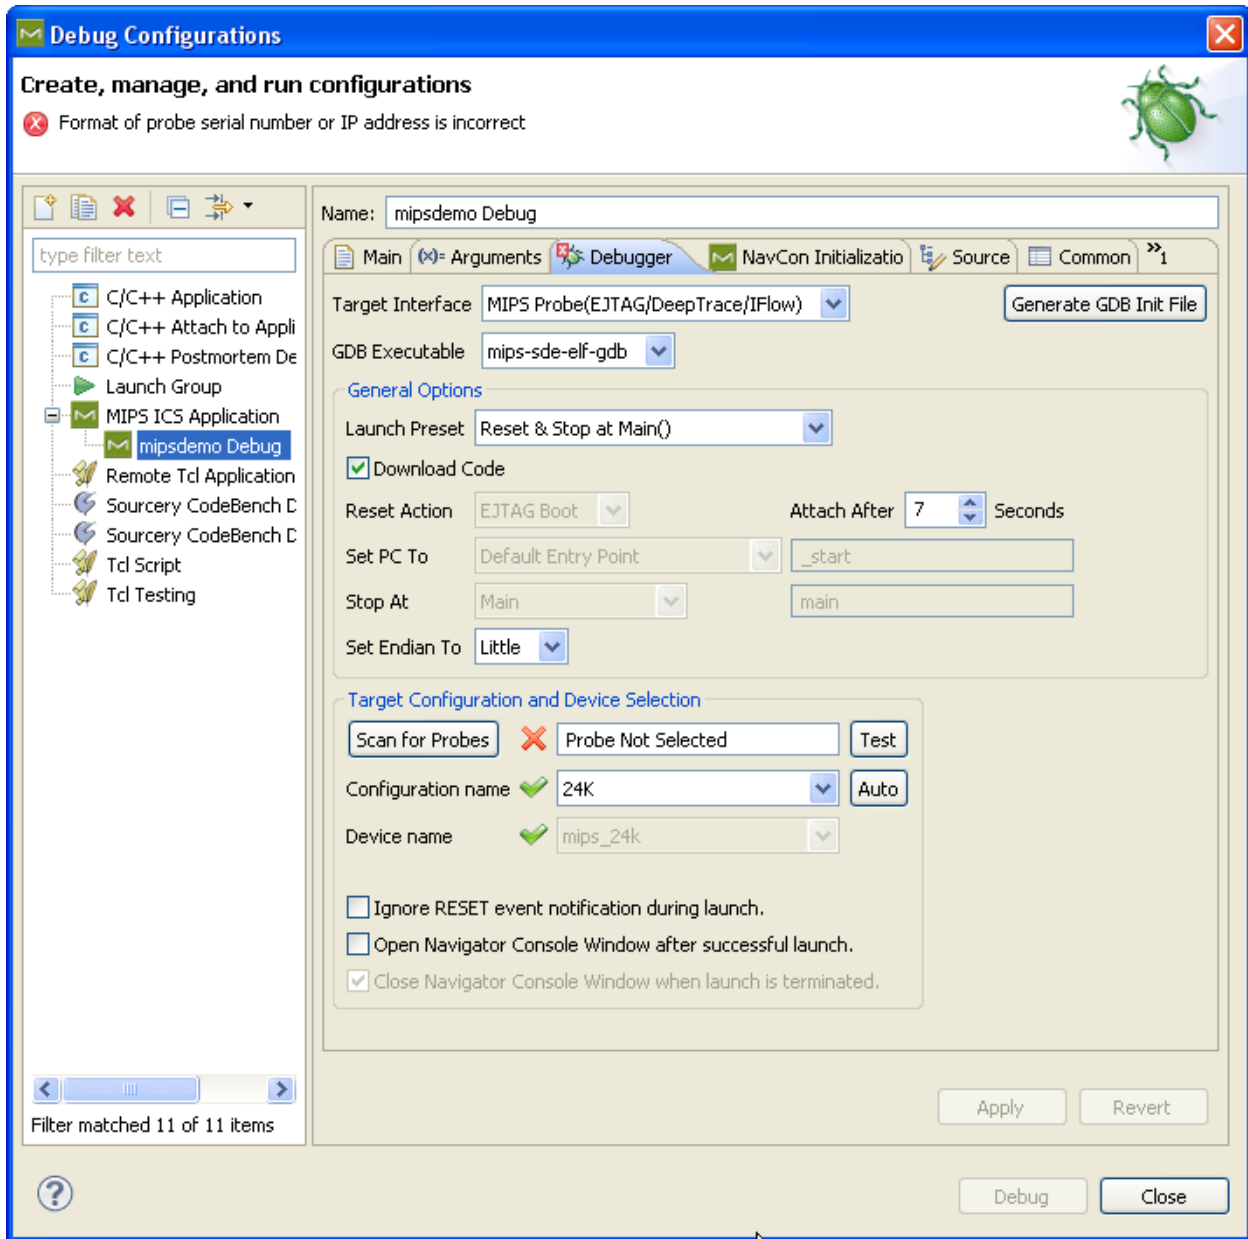 Debug Configurations
Create, manage, and run configurations
Format of probe serial number or IP address is incorrect
type filter text
C/C++ Application
C/C++ Attach to Appli
C/C++ Postmortem De
Launch Group
MIPS ICS Application
mipsdemo Debug
Remote Tcl Application
Sourcery CodeBench D
Sourcery CodeBench D
Tcl Script
Tcl Testing
Filter matched 11 of 11 items
Name: mipsdemo Debug
Main (x)= Arguments Debugger NavCon Initializatio Source Common »1
Target Interface MIPS Probe(EJTAG/DeepTrace/IFlow) Generate GDB Init File
GDB Executable mips-sde-elf-gdb
General Options
Launch Preset Reset & Stop at Main()
Download Code
Reset Action EJTAG Boot Attach After 7 Seconds
Set PC To Default Entry Point _start
Stop At Main main
Set Endian To Little
Target Configuration and Device Selection
Scan for Probes Probe Not Selected Test
Configuration name 24K Auto
Device name mips_24k
Ignore RESET event notification during launch.
Open Navigator Console Window after successful launch.
Close Navigator Console Window when launch is terminated.
Apply Revert
? Debug Close